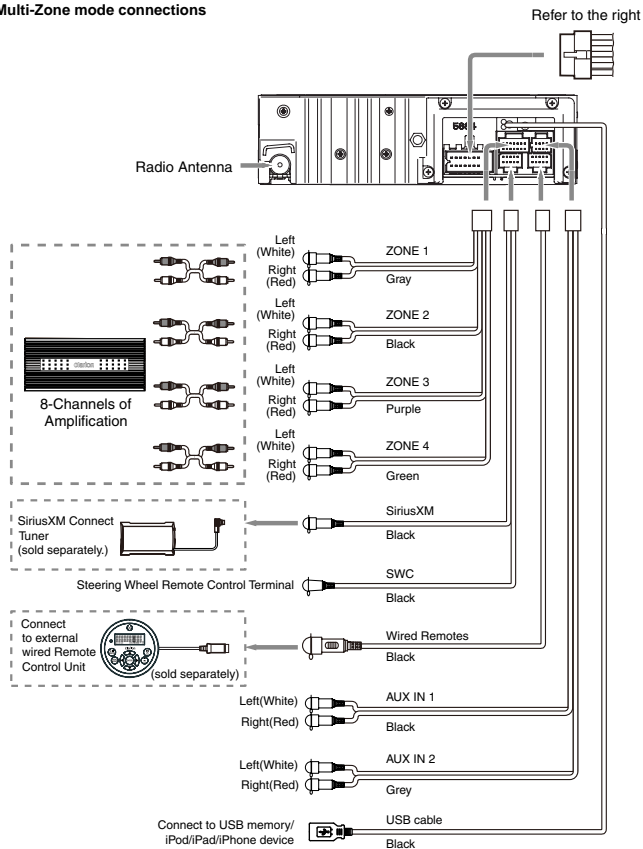 Multi-Zone mode connections
Refer to the right
Radio Antenna
Left
(White)
ZONE 1
Right
(Red)
Gray
Left
(White)
ZONE 2
Right
(Red)
Black
Left
(White)
ZONE 3
Right
(Red)
Purple
Left
(White)
ZONE 4
Right
(Red)
Green
clarion
8-Channels of
Amplification
SiriusXM Connect
Tuner
(sold separately.)
SiriusXM
Black
Steering Wheel Remote Control Terminal
SWC
Black
Connect
to external
wired Remote
Control Unit
(sold separately)
Wired Remotes
Black
Left(White)
AUX IN 1
Right(Red)
Black
Left(White)
AUX IN 2
Right(Red)
Grey
Connect to USB memory/
iPod/iPad/iPhone device
USB cable
Black